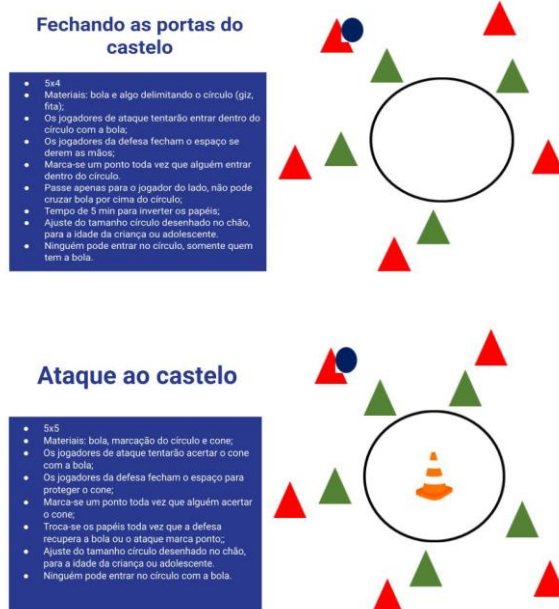 Fechando as portas do
castelo
● 5x4
● Materiais: bola e algo delimitando o círculo (giz,
fita);
● Os jogadores de ataque tentarão entrar dentro do
círculo com a bola;
● Os jogadores da defesa fecham o espaço se
derem as mãos;
● Marca-se um ponto toda vez que alguém entrar
dentro do círculo.
● Passe apenas para o jogador do lado, não pode
cruzar bola por cima do círculo;
● Tempo de 5 min para inverter os papéis;
● Ajuste do tamanho círculo desenhado no chão,
para a idade da criança ou adolescente.
● Ninguém pode entrar no círculo, somente quem
tem a bola.
Ataque ao castelo
● 5x5
● Materiais: bola, marcação do círculo e cone;
● Os jogadores de ataque tentarão acertar o cone
com a bola;
● Os jogadores da defesa fecham o espaço para
proteger o cone;
● Marca-se um ponto toda vez que alguém acertar
o cone;
● Troca-se os papéis toda vez que a defesa
recupera a bola ou o ataque marca ponto;;
● Ajuste do tamanho círculo desenhado no chão,
para a idade da criança ou adolescente.
● Ninguém pode entrar no círculo com a bola.